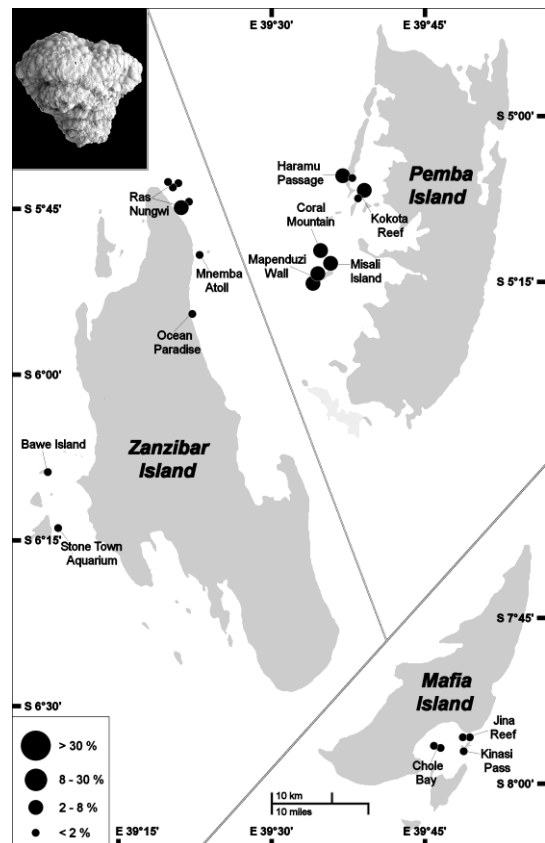 E 39°30'
E 39°45'
S 5°00'
Haramu
Passage
Pemba
Island
Ras
Nungwi
S 5°45'
Coral
Mountain
Kokota
Reef
Mnemba
Atoll
Mapenduzi
Wall
Misali
Island
S 5°15'
Ocean
Paradise
S 6°00'
Bawe Island
Zanzibar
Island
Stone Town
Aquarium
S 6°15'
S 7°45'
Mafia
Island
S 6°30'
Jina
Reef
Chole
Bay
Kinasi
Pass
> 30 %
8 - 30 %
2 - 8 %
< 2 %
10 km
10 miles
S 8°00'
E 39°15'
E 39°30'
E 39°45'